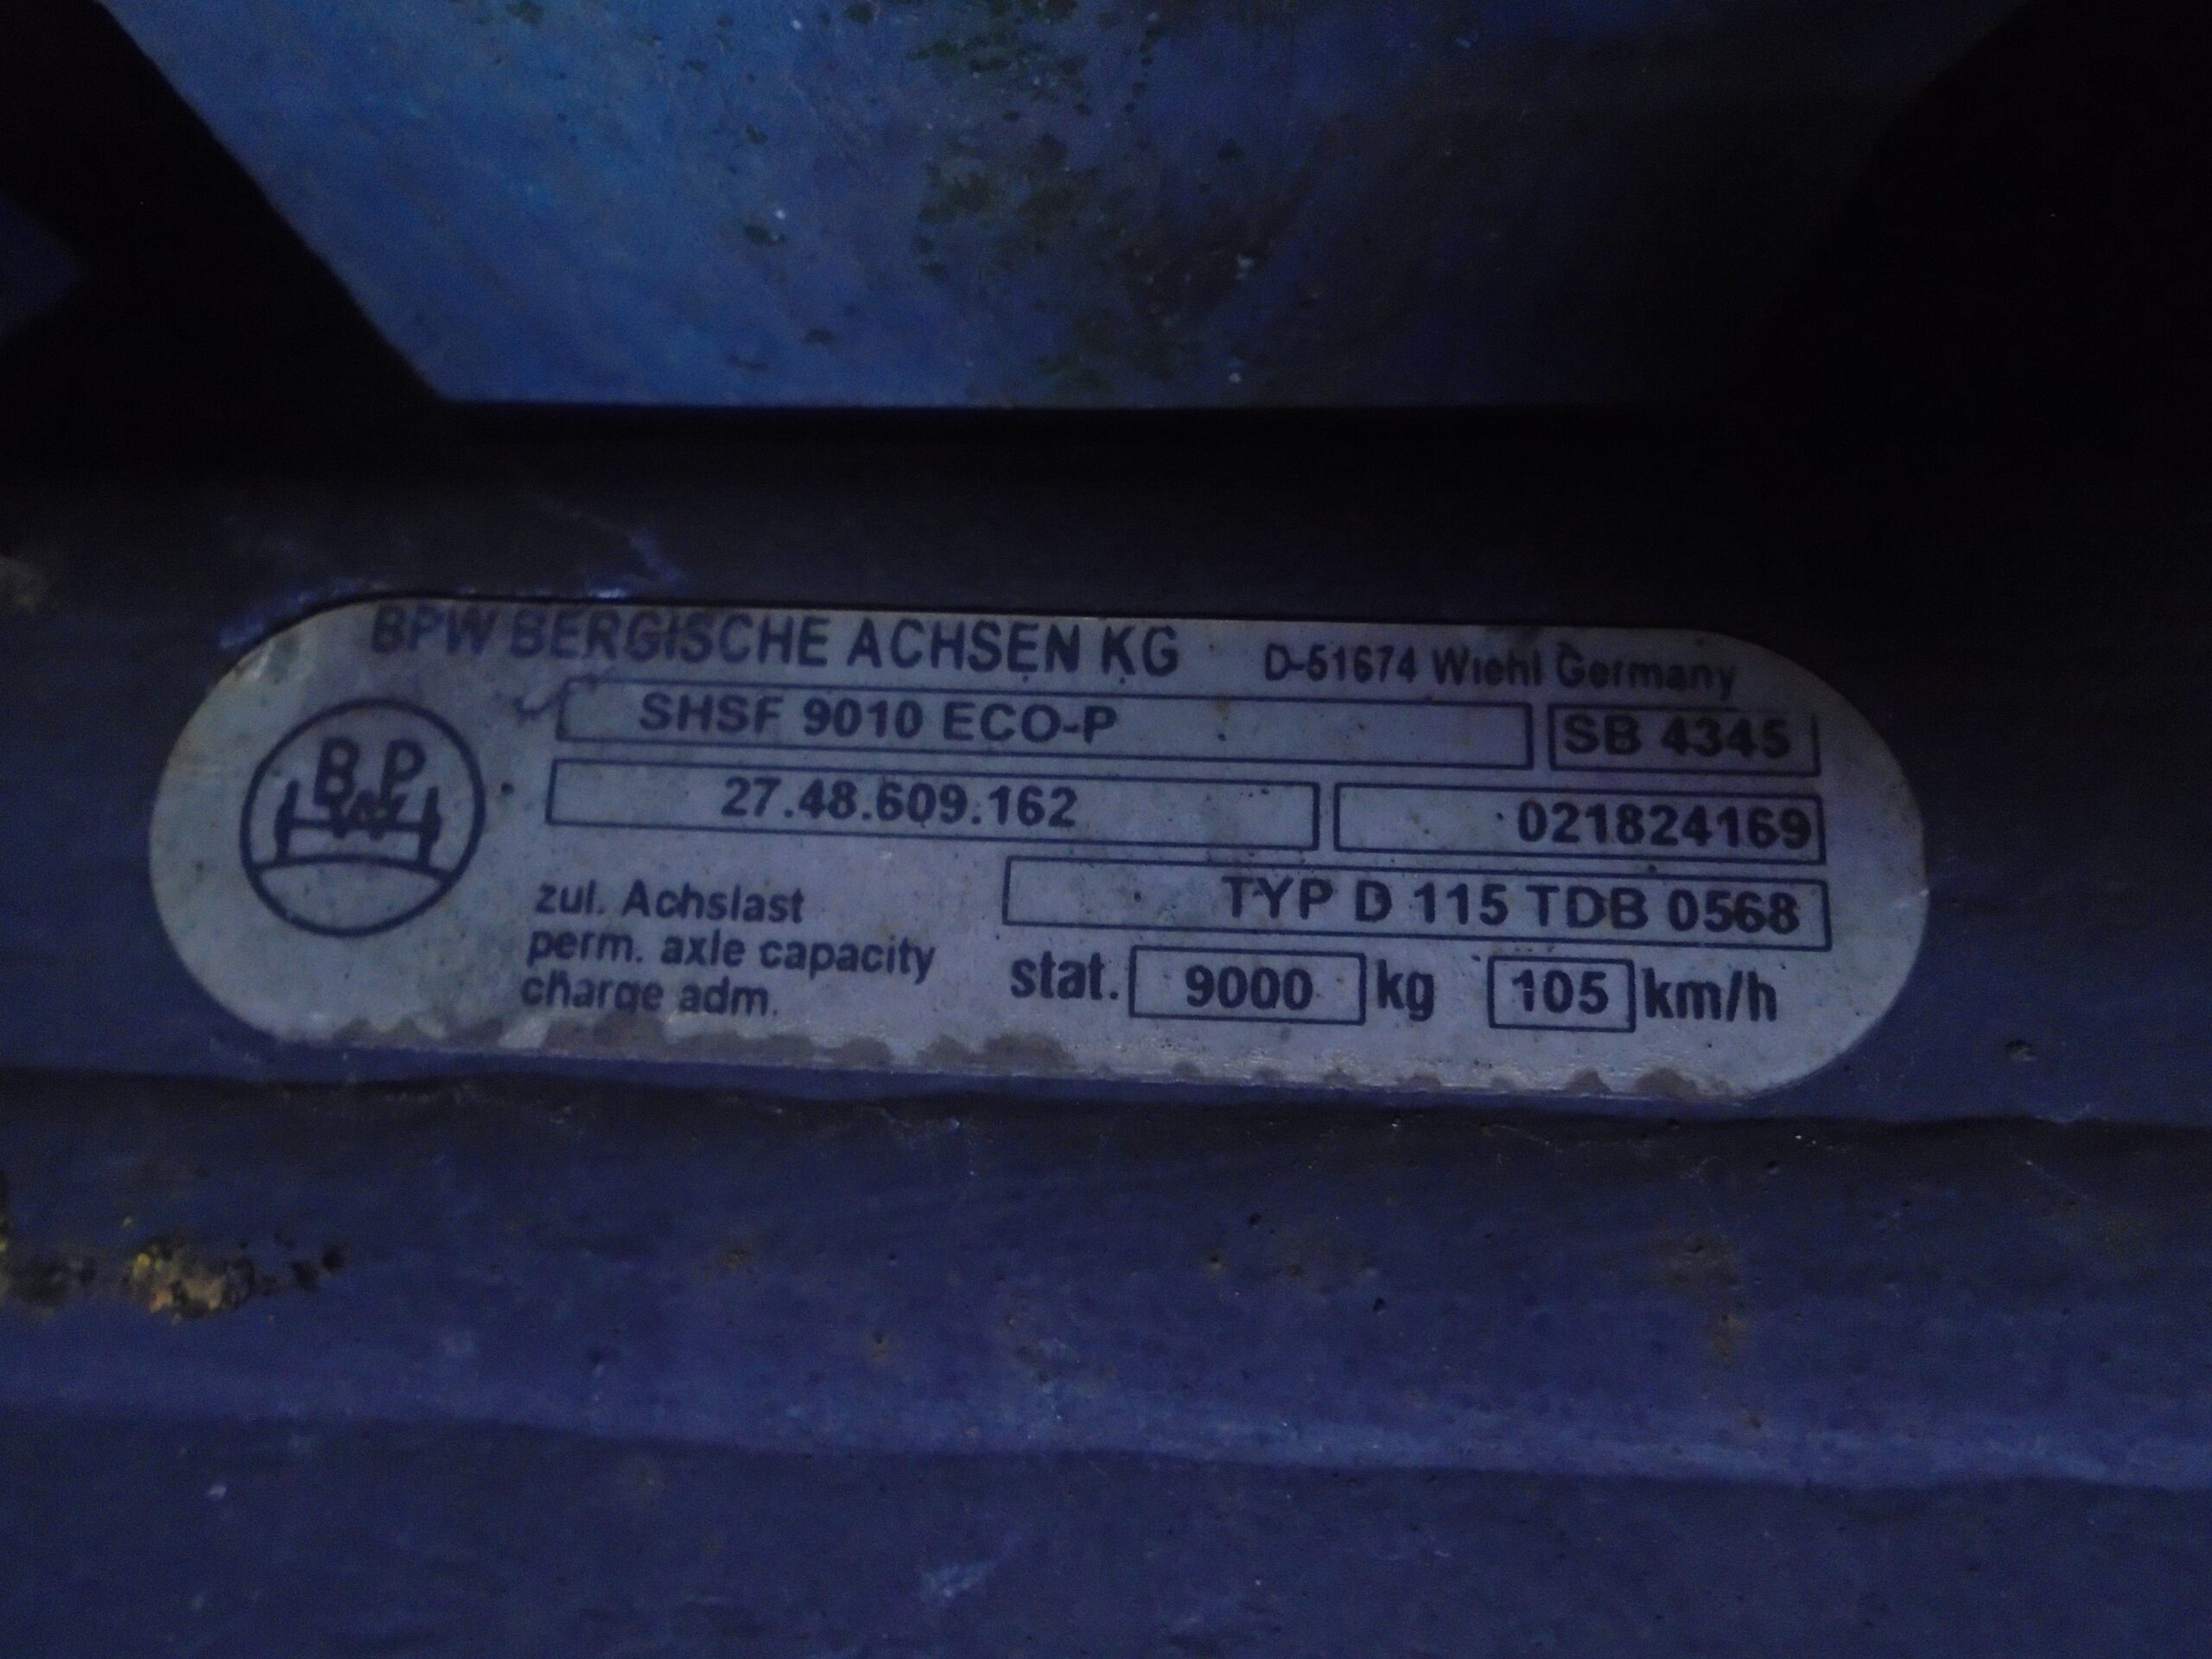 BPW BERGISCHE ACHSEN KG D-51674 Wiehl Germany
SHSF 9010 ECO-P SB 4345
BPW
27.48.609.162 021824169
zul. Achslast TYP D 115 TDB 0568
perm. axle capacity stat. 9000 kg 105 km/h
charge adm.